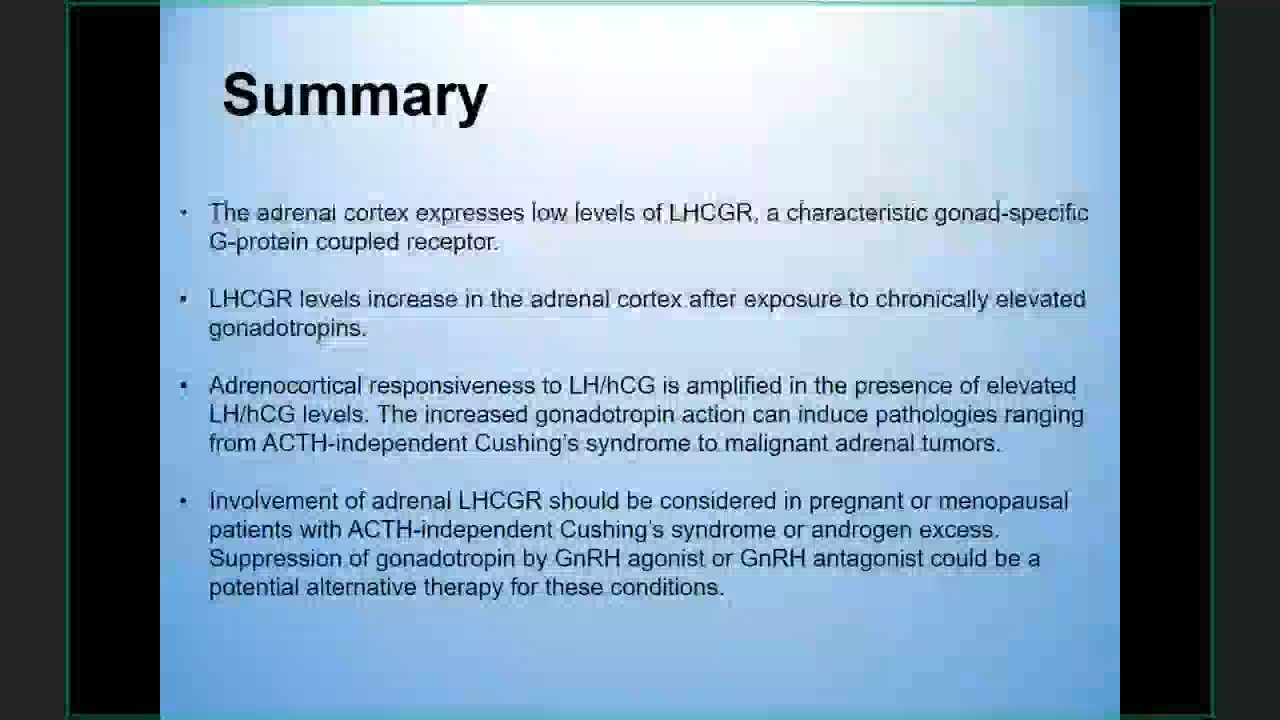 Summary
• The adrenal cortex expresses low levels of LHCGR, a characteristic gonad-specific
G-protein coupled receptor.
• LHCGR levels increase in the adrenal cortex after exposure to chronically elevated
gonadotropins.
• Adrenocortical responsiveness to LH/hCG is amplified in the presence of elevated
LH/hCG levels. The increased gonadotropin action can induce pathologies ranging
from ACTH-independent Cushing's syndrome to malignant adrenal tumors.
• Involvement of adrenal LHCGR should be considered in pregnant or menopausal
patients with ACTH-independent Cushing's syndrome or androgen excess.
Suppression of gonadotropin by GnRH agonist or GnRH antagonist could be a
potential alternative therapy for these conditions.